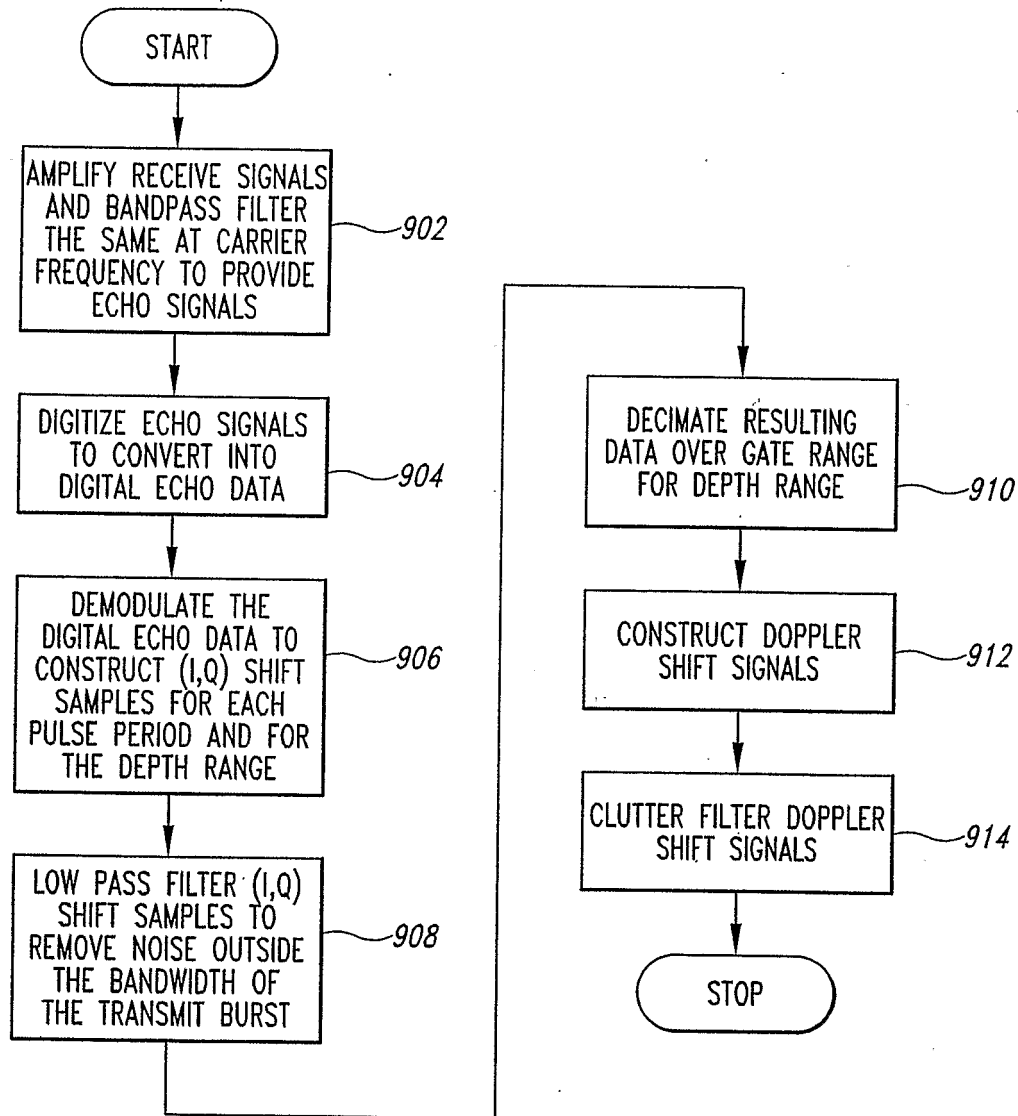 START
AMPLIFY RECEIVE SIGNALS
AND BANDPASS FILTER
THE SAME AT CARRIER
FREQUENCY TO PROVIDE
ECHO SIGNALS
902
DIGITIZE ECHO SIGNALS
TO CONVERT INTO
DIGITAL ECHO DATA
904
DEMODULATE THE
DIGITAL ECHO DATA TO
CONSTRUCT (I,Q) SHIFT
SAMPLES FOR EACH
PULSE PERIOD AND FOR
THE DEPTH RANGE
906
LOW PASS FILTER (I,Q)
SHIFT SAMPLES TO
REMOVE NOISE OUTSIDE
THE BANDWIDTH OF
THE TRANSMIT BURST
908
DECIMATE RESULTING
DATA OVER GATE RANGE
FOR DEPTH RANGE
910
CONSTRUCT DOPPLER
SHIFT SIGNALS
912
CLUTTER FILTER DOPPLER
SHIFT SIGNALS
914
STOP